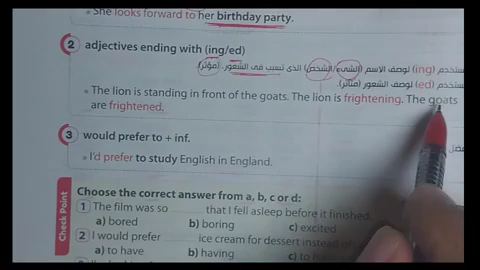 She looks forward to her birthday party.
2 adjectives ending with (ing/ed)
(ing) لوصف الاسم (الشيء/الشخص) الذي تسبب في الشعور. (مؤثر)
(ed) لوصف الشعور (متأثر).
The lion is standing in front of the goats. The lion is frightening. The goats
are frightened.
3 would prefer to + inf.
I'd prefer to study English in England.
Check Point
Choose the correct answer from a, b, c or d:
1 The film was so that I fell asleep before it finished.
a) bored b) boring c) excited
2 I would prefer ice cream for dessert instead of
a) to have b) having c) to